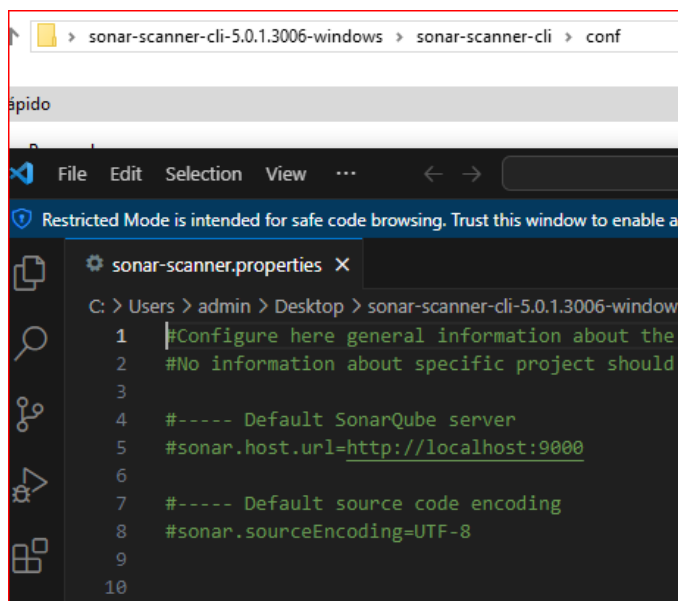 sonar-scanner-cli-5.0.1.3006-windows > sonar-scanner-cli > conf
ápido
File Edit Selection View ...
Restricted Mode is intended for safe code browsing. Trust this window to enable a
sonar-scanner.properties
C: > Users > admin > Desktop > sonar-scanner-cli-5.0.1.3006-window
1 #Configure here general information about the
2 #No information about specific project should
3
4 #----- Default SonarQube server
5 #sonar.host.url=http://localhost:9000
6
7 #----- Default source code encoding
8 #sonar.sourceEncoding=UTF-8
9
10